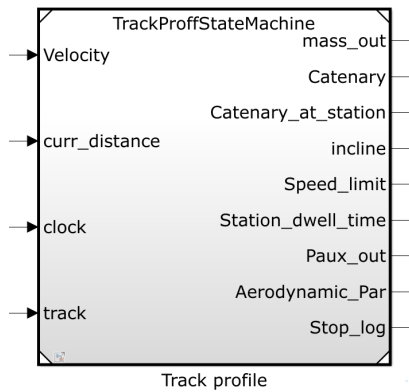 TrackProffStateMachine
mass_out
Velocity
Catenary
Catenary_at_station
curr_distance
incline
Speed_limit
clock
Station_dwell_time
Paux_out
Aerodynamic_Par
track
Stop_log
Track profile